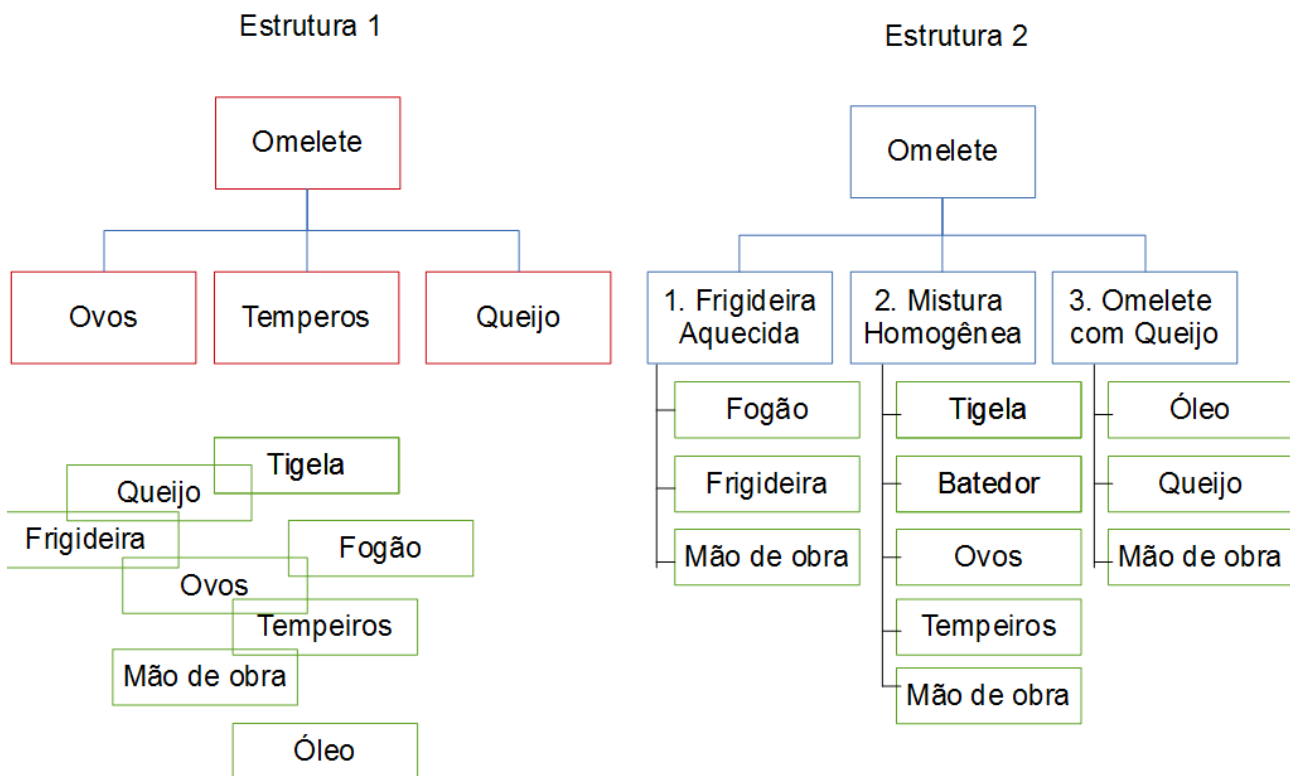 Estrutura 1
Omelete
Ovos
Temperos
Queijo
Tigela
Queijo
Frigideira
Fogão
Ovos
Tempeiros
Mão de obra
Óleo
Estrutura 2
Omelete
1. Frigideira
Aquecida
Fogão
Frigideira
Mão de obra
2. Mistura
Homogênea
Tigela
Batedor
Ovos
Tempeiros
Mão de obra
3. Omelete
com Queijo
Óleo
Queijo
Mão de obra